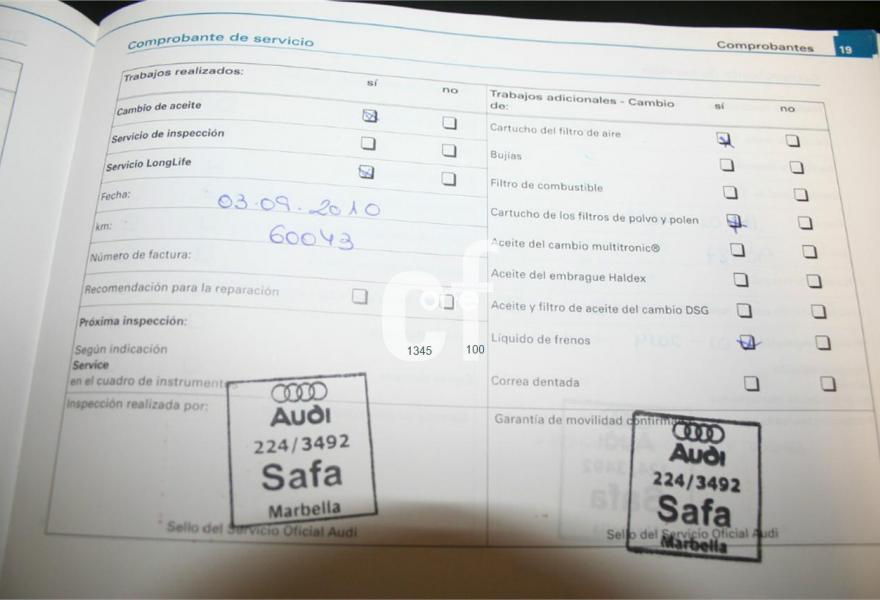 Comprobante de servicio
Comprobantes 19
Trabajos realizados:
sí no
Cambio de aceite
Servicio de inspección
Servicio LongLife
Fecha: 03.09.2010
km: 60043
Número de factura:
Recomendación para la reparación
Próxima inspección:
Según indicación
Service
en el cuadro de instrument
1345 100
Inspección realizada por:
Audi
224/3492
Safa
Marbella
Sello del Servicio Oficial Audi
Trabajos adicionales - Cambio
de:
sí no
Cartucho del filtro de aire
Bujías
Filtro de combustible
Cartucho de los filtros de polvo y polen
Aceite del cambio multitronic®
Aceite del embrague Haldex
Aceite y filtro de aceite del cambio DSG
Líquido de frenos
Correa dentada
Garantía de movilidad confirma
Audi
224/3492
Safa
Marbella
Sello del Servicio Oficial Audi
cf